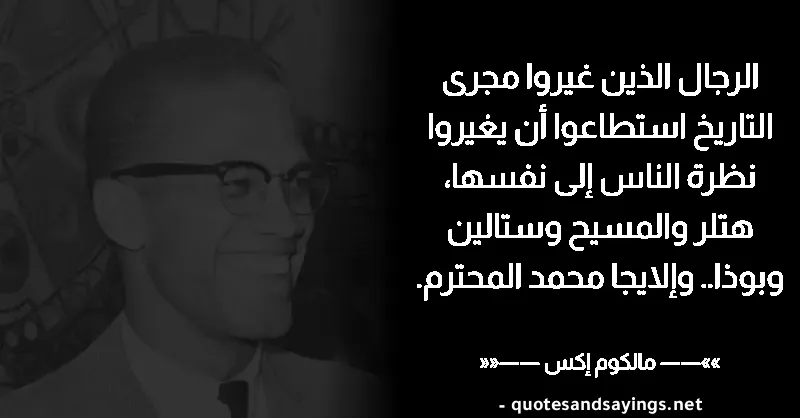 الرجال الذين غيروا مجرى
التاريخ استطاعوا أن يغيروا
نظرة الناس إلى نفسها،
هتلر والمسيح وستالين
وبوذا.. وإلايجا محمد المحترم.
»—— مالكوم إكس ——««
- quotesandsayings.net